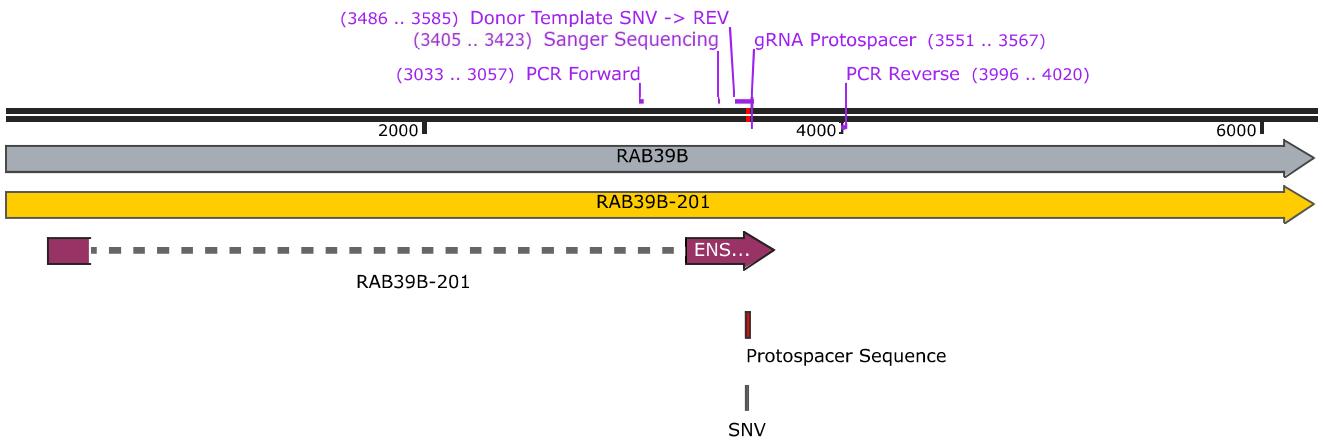 (3486 .. 3585) Donor Template SNV -> REV
(3405 .. 3423) Sanger Sequencing
gRNA Protospacer (3551 .. 3567)
(3033 .. 3057) PCR Forward
PCR Reverse (3996 .. 4020)
2000
4000
6000
RAB39B
RAB39B-201
ENS...
RAB39B-201
Protospacer Sequence
SNV